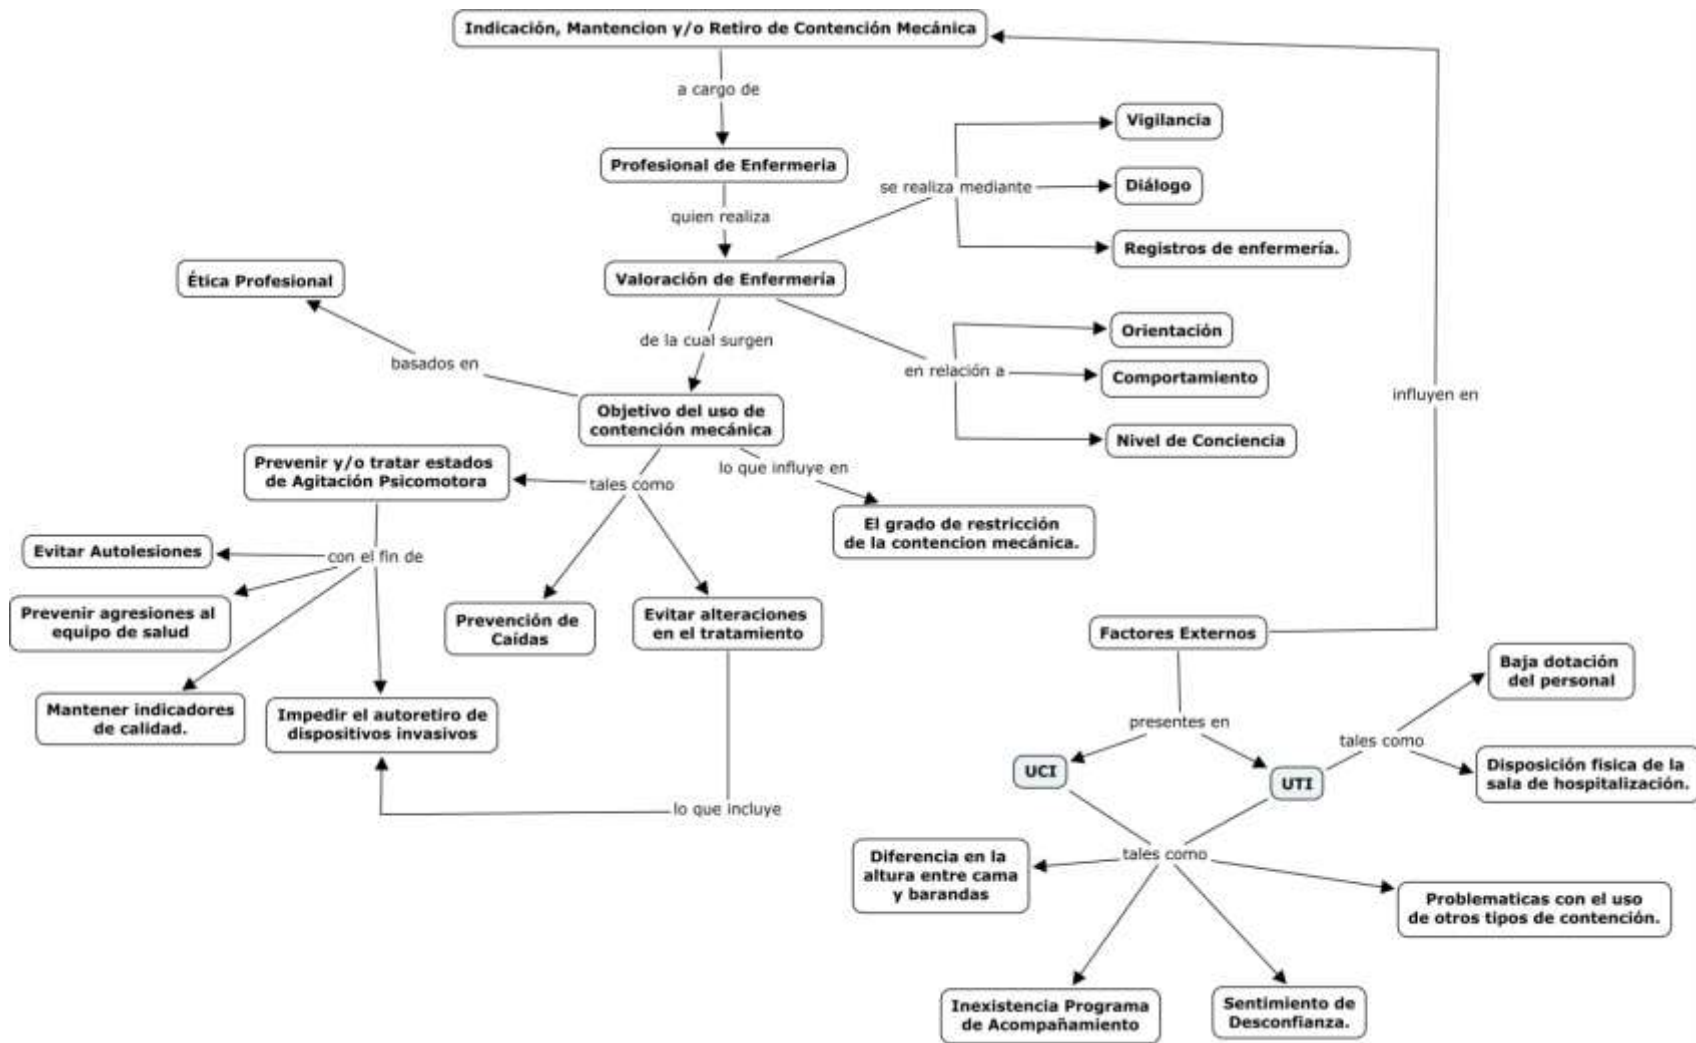 Indicación, Mantencion y/o Retiro de Contención Mecánica
a cargo de
Profesional de Enfermeria
quien realiza
Valoración de Enfermería
se realiza mediante
Vigilancia
Diálogo
Registros de enfermería.
en relación a
Orientación
Comportamiento
Nivel de Conciencia
de la cual surgen
Objetivo del uso de
contención mecánica
basados en
Ética Profesional
lo que influye en
El grado de restricción
de la contencion mecánica.
tales como
Prevenir y/o tratar estados
de Agitación Psicomotora
con el fin de
Evitar Autolesiones
Prevenir agresiones al
equipo de salud
Mantener indicadores
de calidad.
Impedir el autoretiro de
dispositivos invasivos
Prevención de
Caídas
Evitar alteraciones
en el tratamiento
lo que incluye
influyen en
Factores Externos
presentes en
UCI
UTI
tales como
Baja dotación
del personal
Disposición física de la
sala de hospitalización.
tales como
Diferencia en la
altura entre cama
y barandas
Inexistencia Programa
de Acompañamiento
Sentimiento de
Desconfianza.
Problematicas con el uso
de otros tipos de contención.